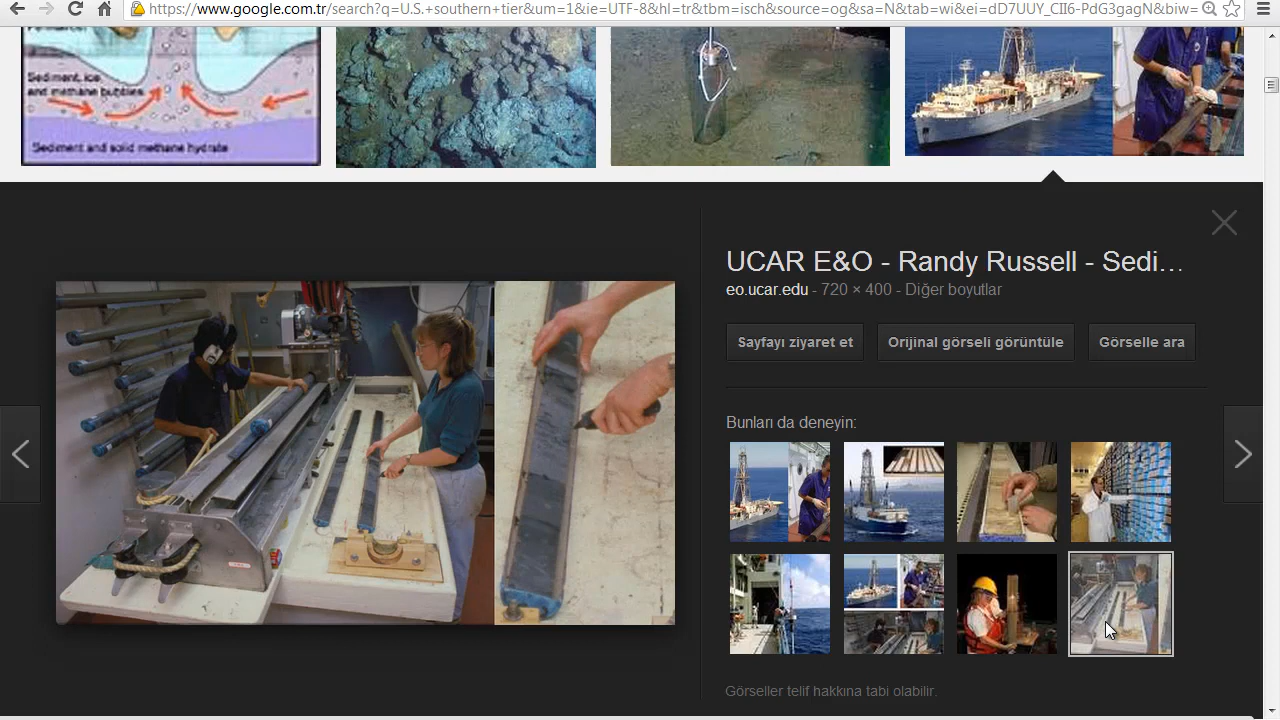 https://www.google.com.tr/search?q=U.S.+southern+tier&um=1&ie=UTF-8&hl=tr&tbm=isch&source=og&sa=N&tab=wi&ei=dD7UUY_CII6-PdG3gagN&biw=
Sediment, ice,
and methane bubbles
Sediment and solid methane hydrate
UCAR E&O - Randy Russell - Sedi...
eo.ucar.edu - 720 × 400 - Diğer boyutlar
Sayfayı ziyaret et
Orijinal görseli görüntüle
Görselle ara
Bunları da deneyin:
Görseller telif hakkına tabi olabilir.